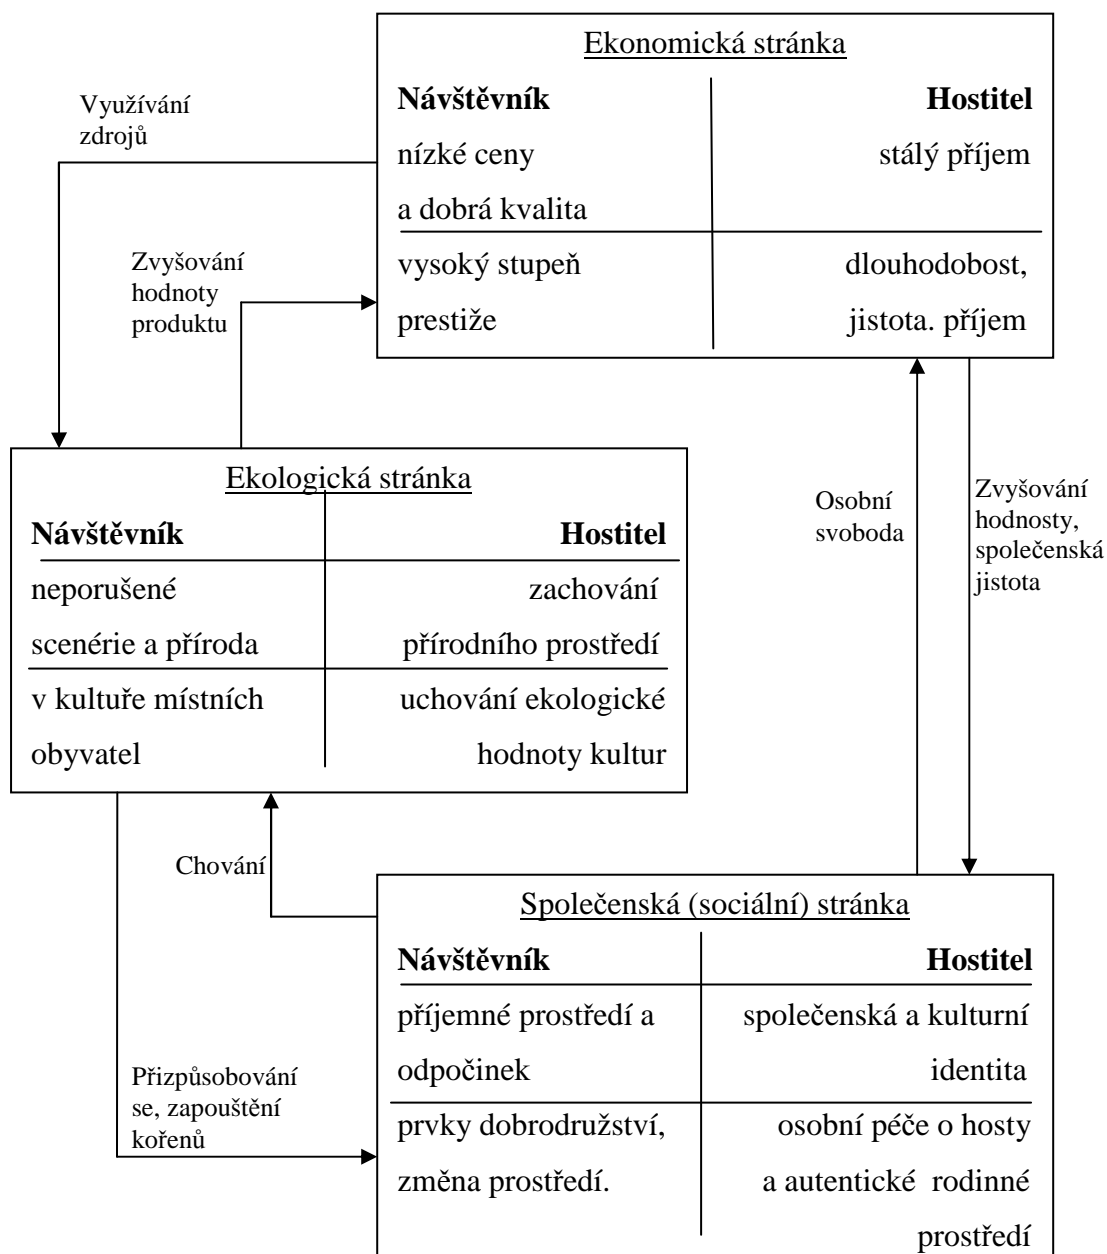 Ekonomická stránka
Návštěvník Hostitel
nízké ceny stálý příjem
a dobrá kvalita
vysoký stupeň dlouhodobost,
prestiže jistota. příjem
Využívání
zdrojů
Zvyšování
hodnoty
produktu
Ekologická stránka
Návštěvník Hostitel
neporušené zachování
scenérie a příroda přírodního prostředí
v kultuře místních uchování ekologické
obyvatel hodnoty kultur
Osobní
svoboda
Zvyšování
hodnosty,
společenská
jistota
Chování
Přizpůsobování
se, zapouštění
kořenů
Společenská (sociální) stránka
Návštěvník Hostitel
příjemné prostředí a společenská a kulturní
odpočinek identita
prvky dobrodružství, osobní péče o hosty
změna prostředí. a autentické rodinné
prostředí